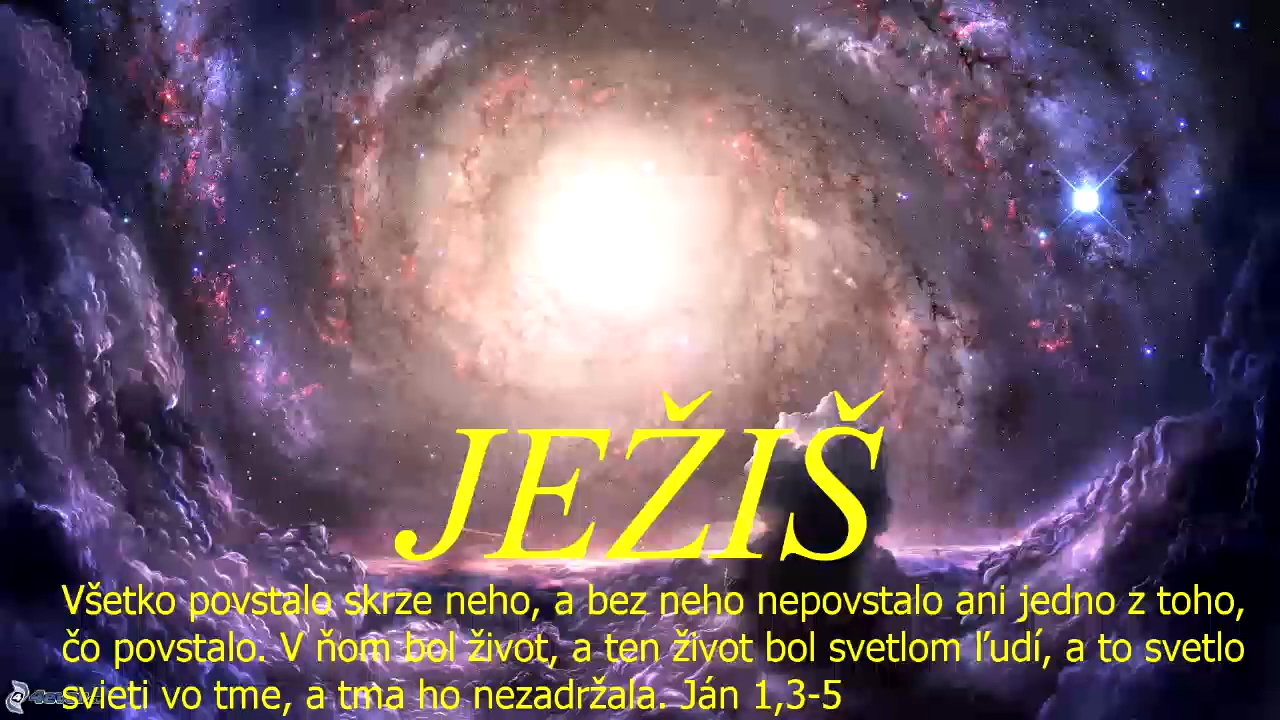 JEŽIŠ
Všetko povstalo skrze neho, a bez neho nepovstalo ani jedno z toho,
čo povstalo. V ňom bol život, a ten život bol svetlom ľudí, a to svetlo
svieti vo tme, a tma ho nezadržala. Ján 1,3-5